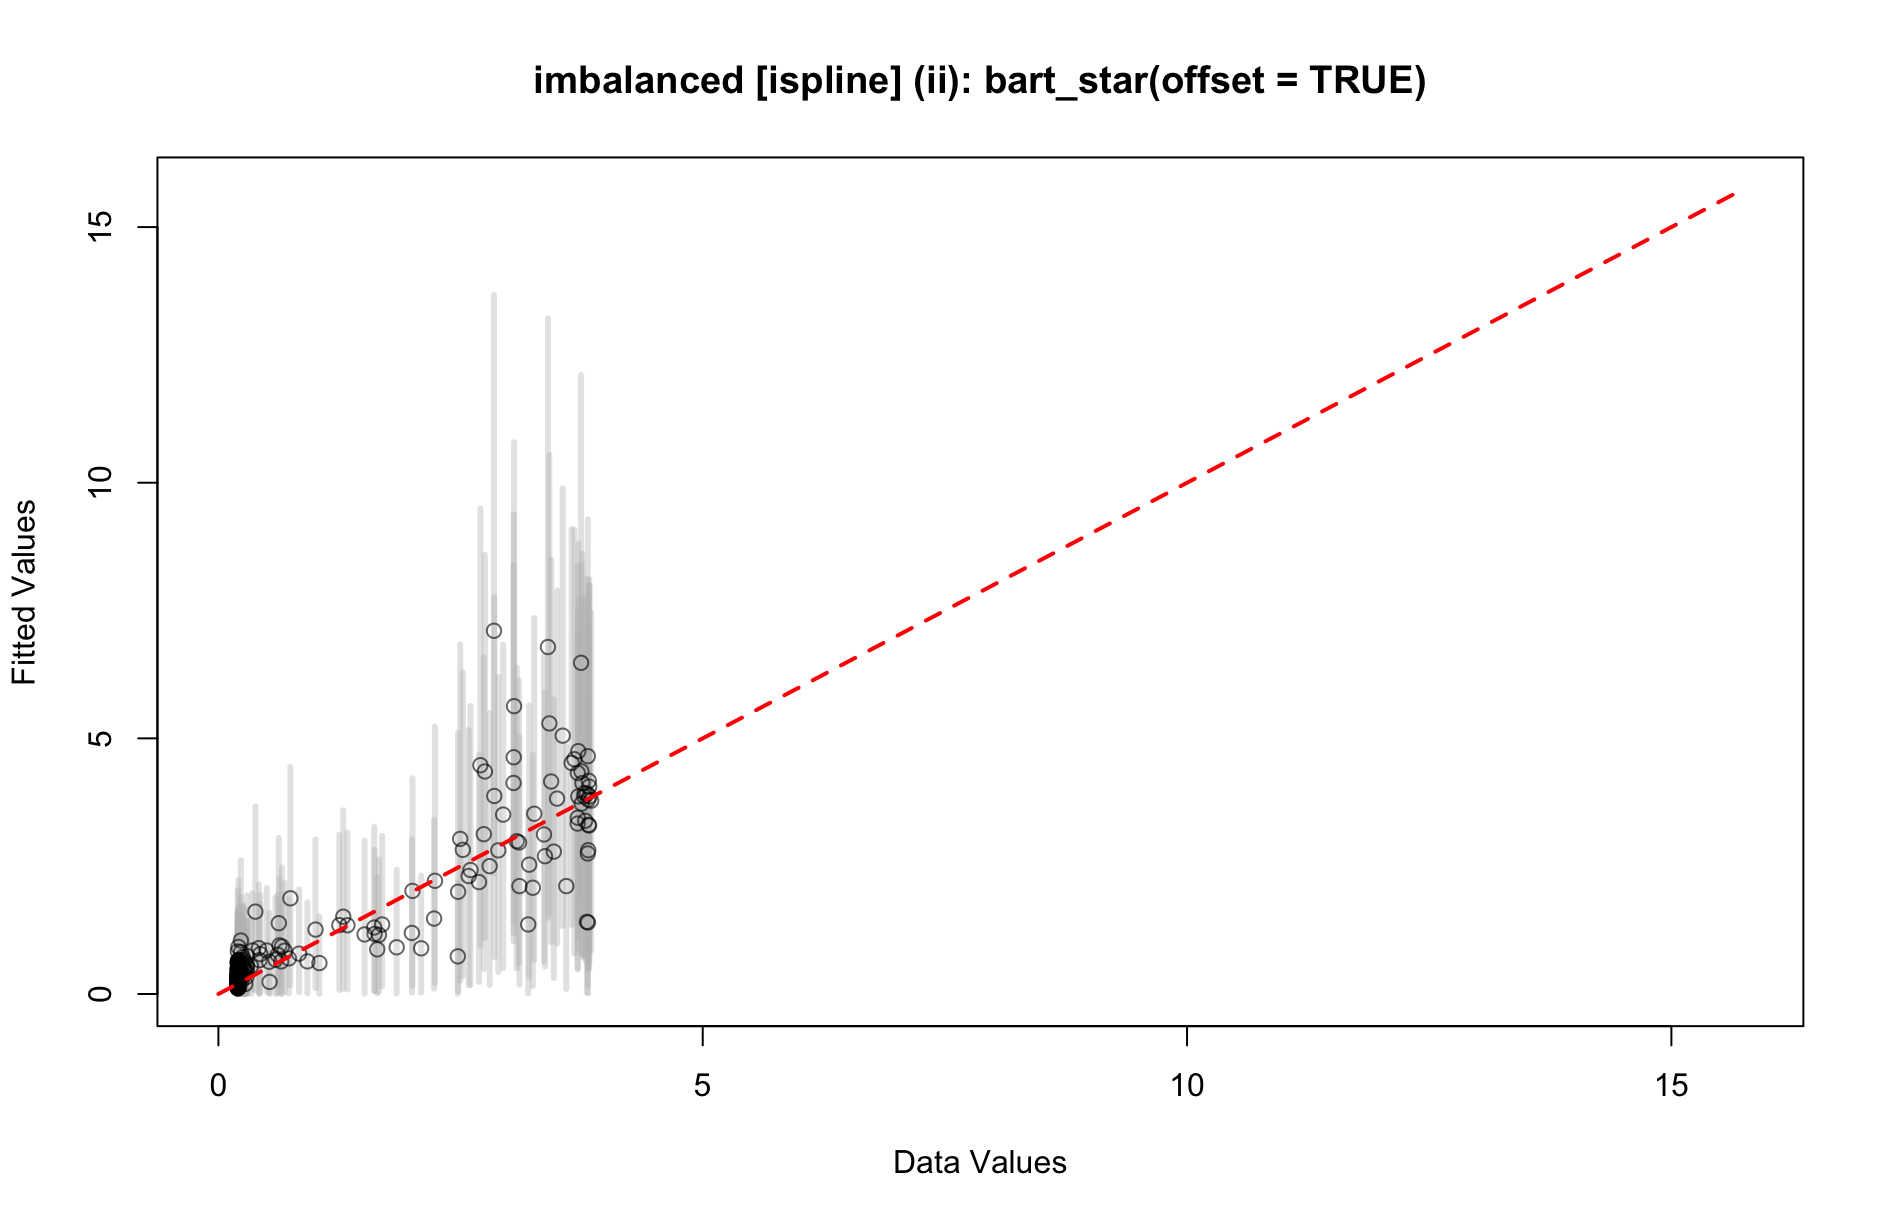 imbalanced [ispline] (ii): bart_star(offset = TRUE)
Fitted Values
15
10
5
0
0 5 10 15
Data Values